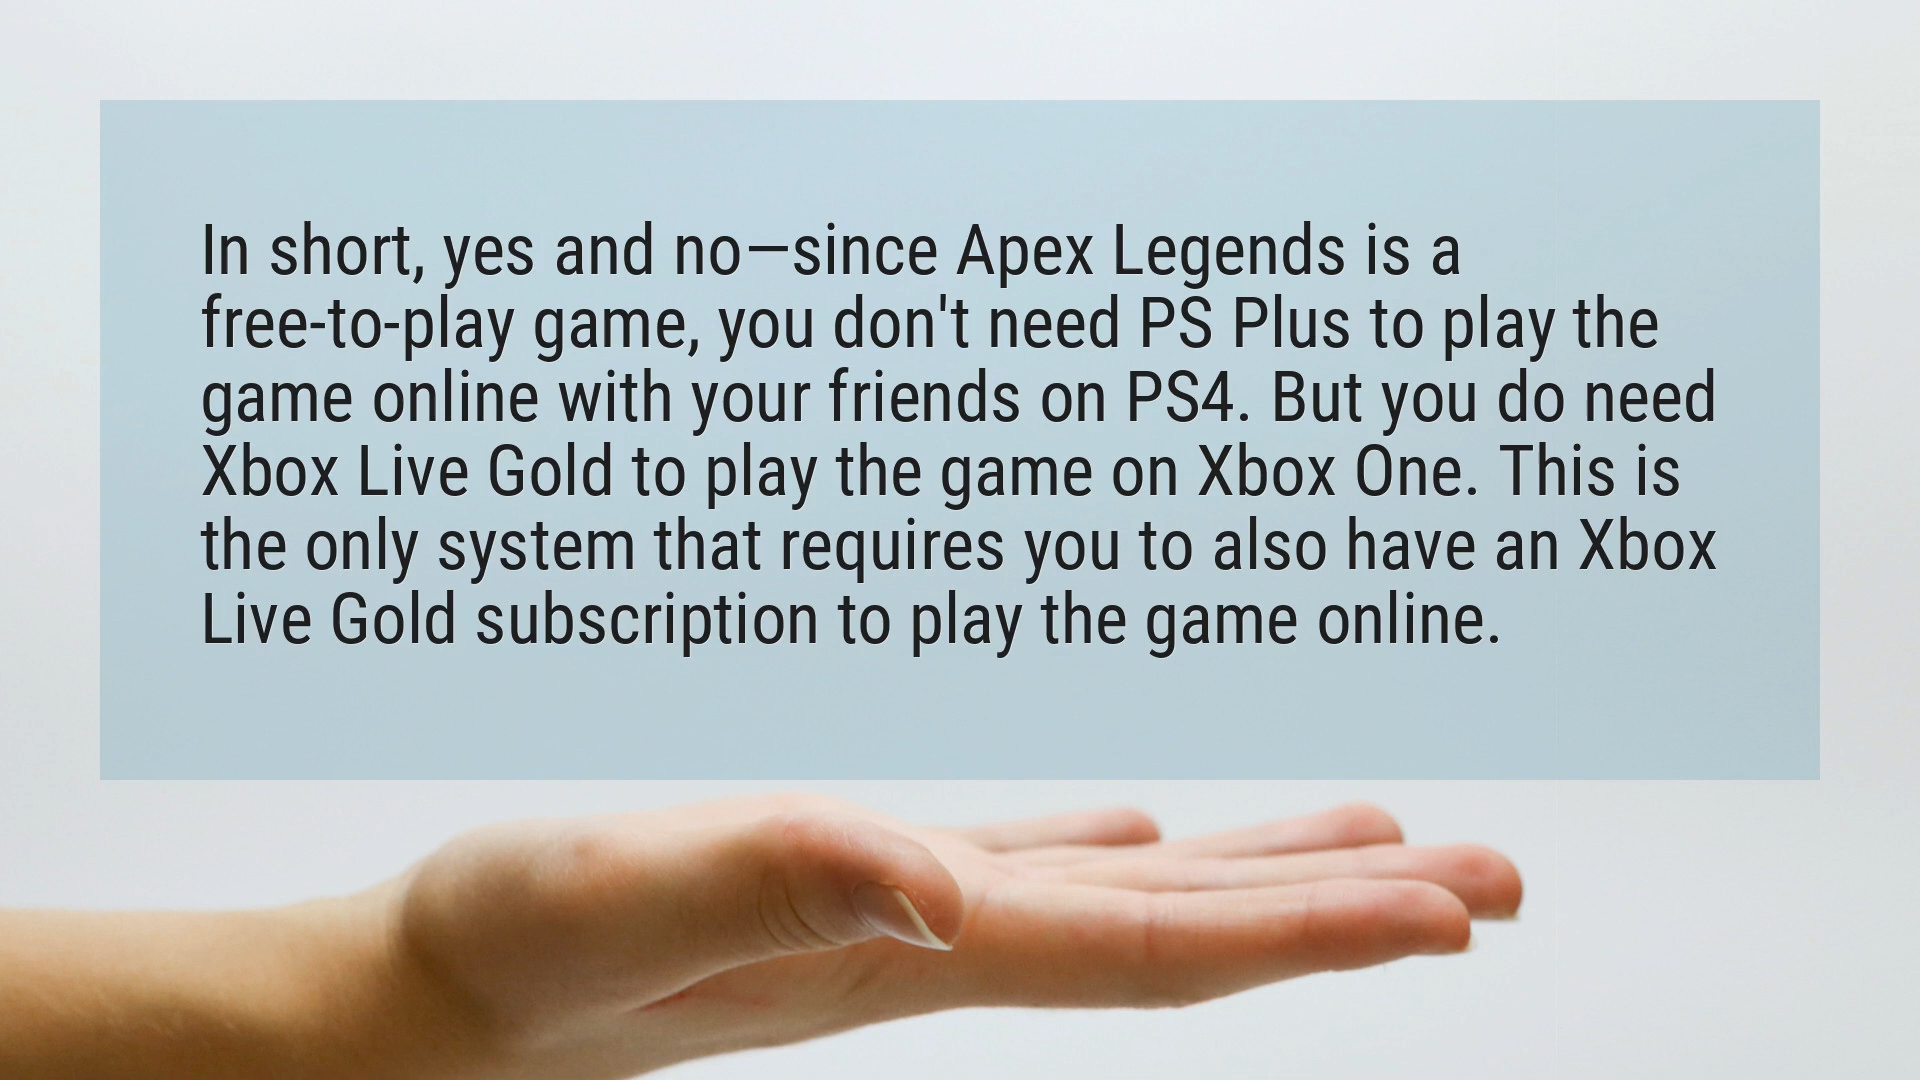 In short, yes and no—since Apex Legends is a
free-to-play game, you don't need PS Plus to play the
game online with your friends on PS4. But you do need
Xbox Live Gold to play the game on Xbox One. This is
the only system that requires you to also have an Xbox
Live Gold subscription to play the game online.